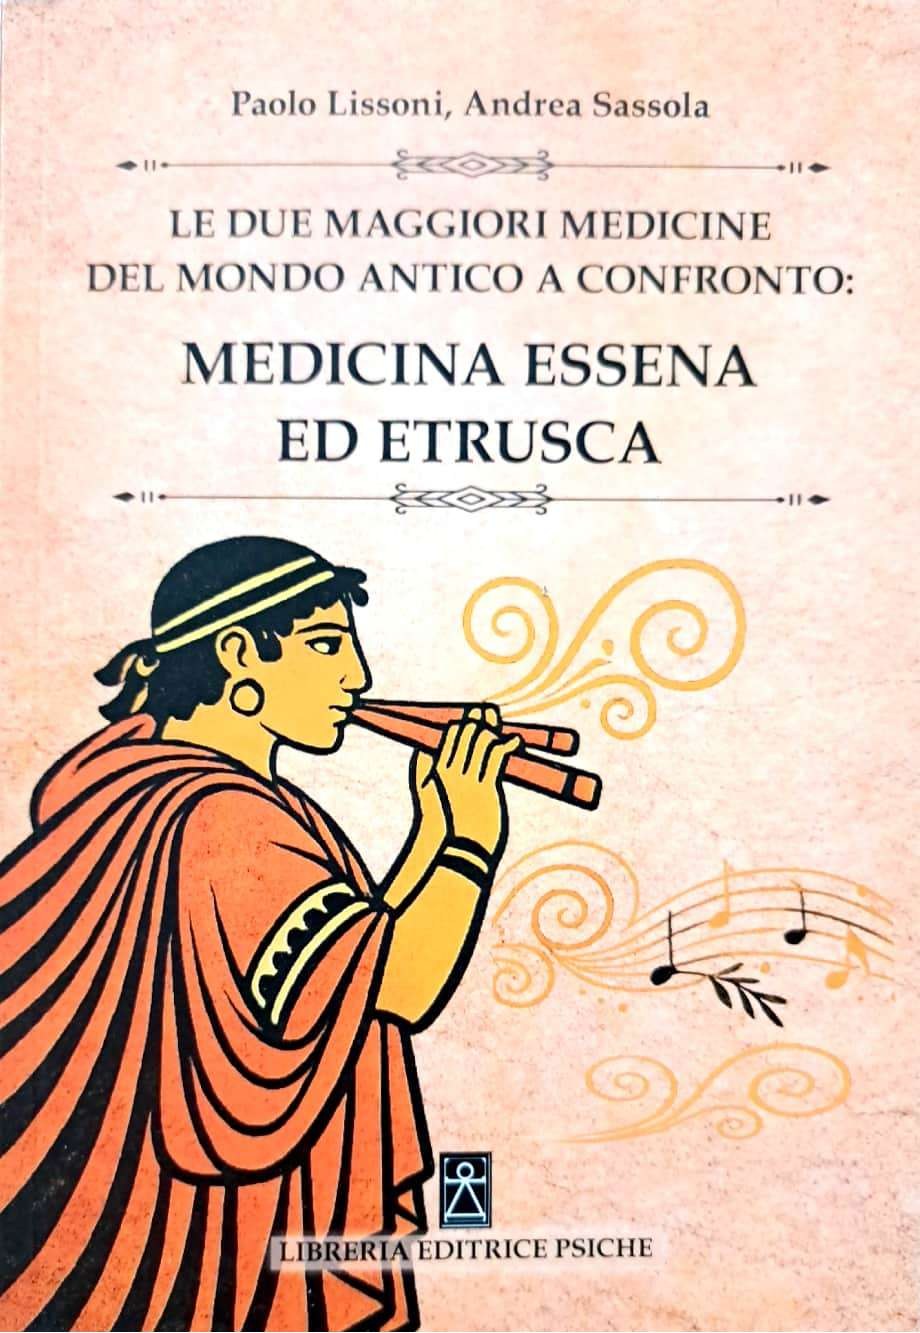 Paolo Lissoni, Andrea Sassola
LE DUE MAGGIORI MEDICINE
DEL MONDO ANTICO A CONFRONTO:
MEDICINA ESSENA
ED ETRUSCA
LIBRERIA EDITRICE PSICHE